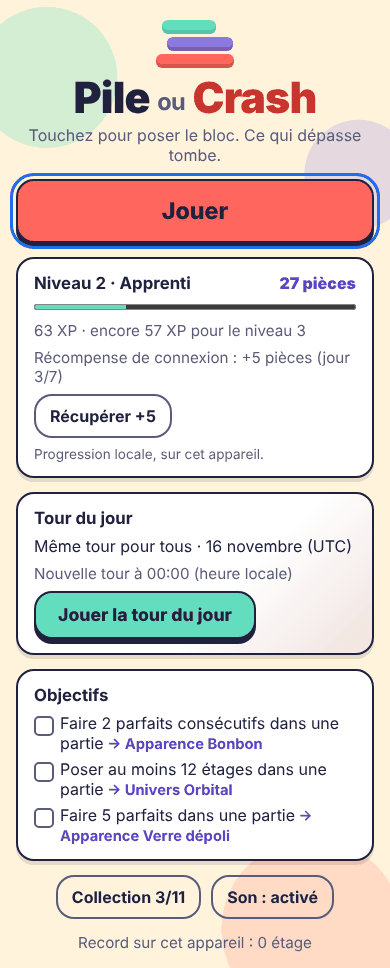 Pile ou Crash
Touchez pour poser le bloc. Ce qui dépasse
tombe.
Jouer
Niveau 2 · Apprenti
27 pièces
63 XP · encore 57 XP pour le niveau 3
Récompense de connexion : +5 pièces (jour
3/7)
Récupérer +5
Progression locale, sur cet appareil.
Tour du jour
Même tour pour tous · 16 novembre (UTC)
Nouvelle tour à 00:00 (heure locale)
Jouer la tour du jour
Objectifs
Faire 2 parfaits consécutifs dans une
partie → Apparence Bonbon
Poser au moins 12 étages dans une
partie → Univers Orbital
Faire 5 parfaits dans une partie →
Apparence Verre dépoli
Collection 3/11
Son : activé
Record sur cet appareil : 0 étage